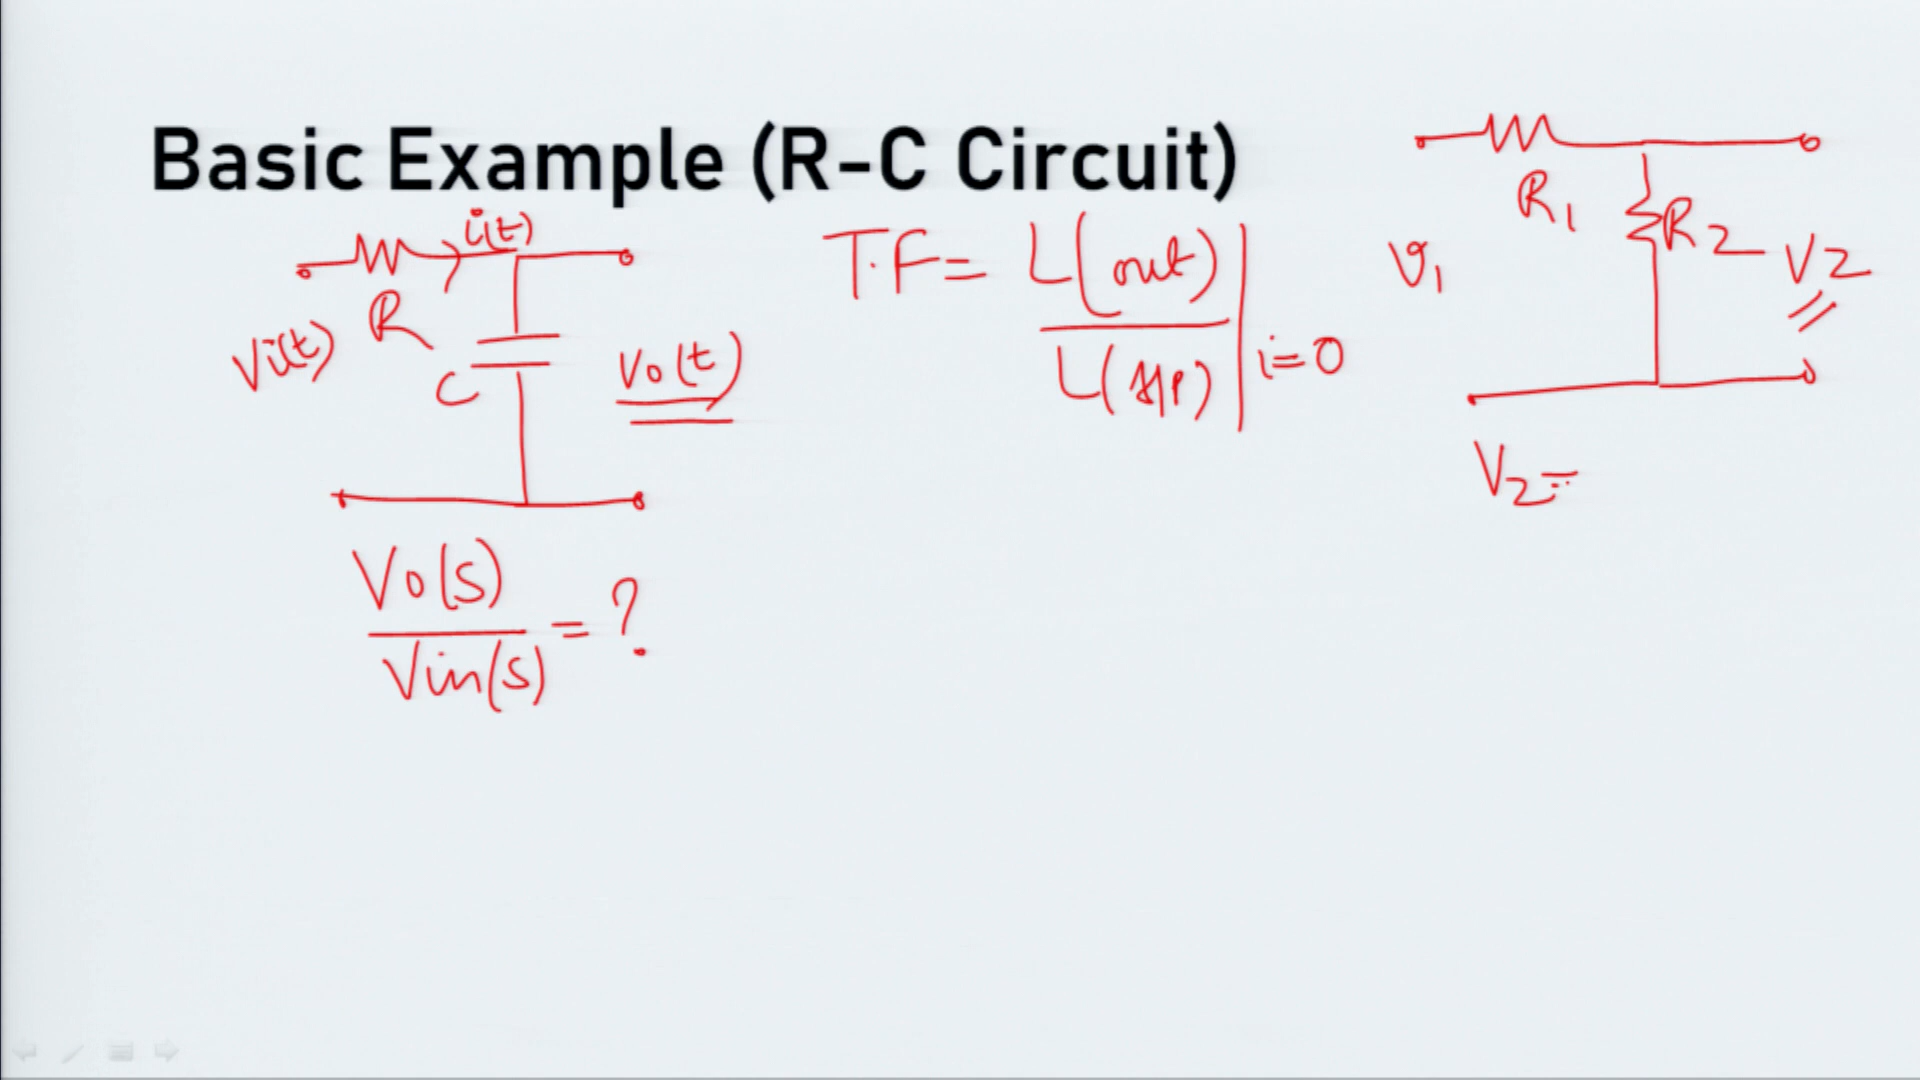 Basic Example (R-C Circuit)
i(t)
R
Vi(t)
C
Vo(t)
Vo(s)
Vin(s)
= ?
T.F =
L(out)
L(I/P)
i=0
R1
R2
V1
V2
V2=